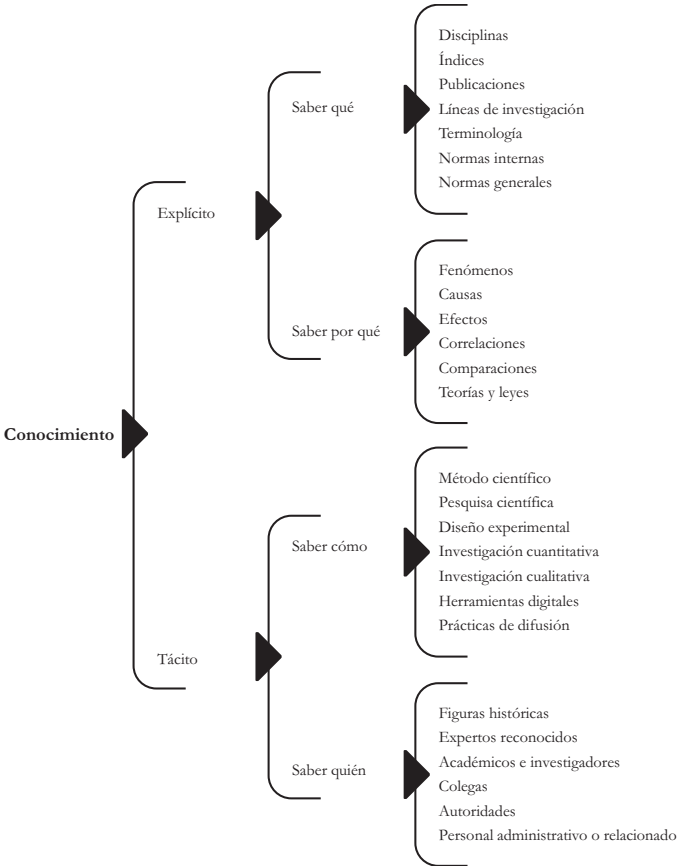 Conocimiento
Explícito
Saber qué
Disciplinas
Índices
Publicaciones
Líneas de investigación
Terminología
Normas internas
Normas generales
Saber por qué
Fenómenos
Causas
Efectos
Correlaciones
Comparaciones
Teorías y leyes
Tácito
Saber cómo
Método científico
Pesquisa científica
Diseño experimental
Investigación cuantitativa
Investigación cualitativa
Herramientas digitales
Prácticas de difusión
Saber quién
Figuras históricas
Expertos reconocidos
Académicos e investigadores
Colegas
Autoridades
Personal administrativo o relacionado